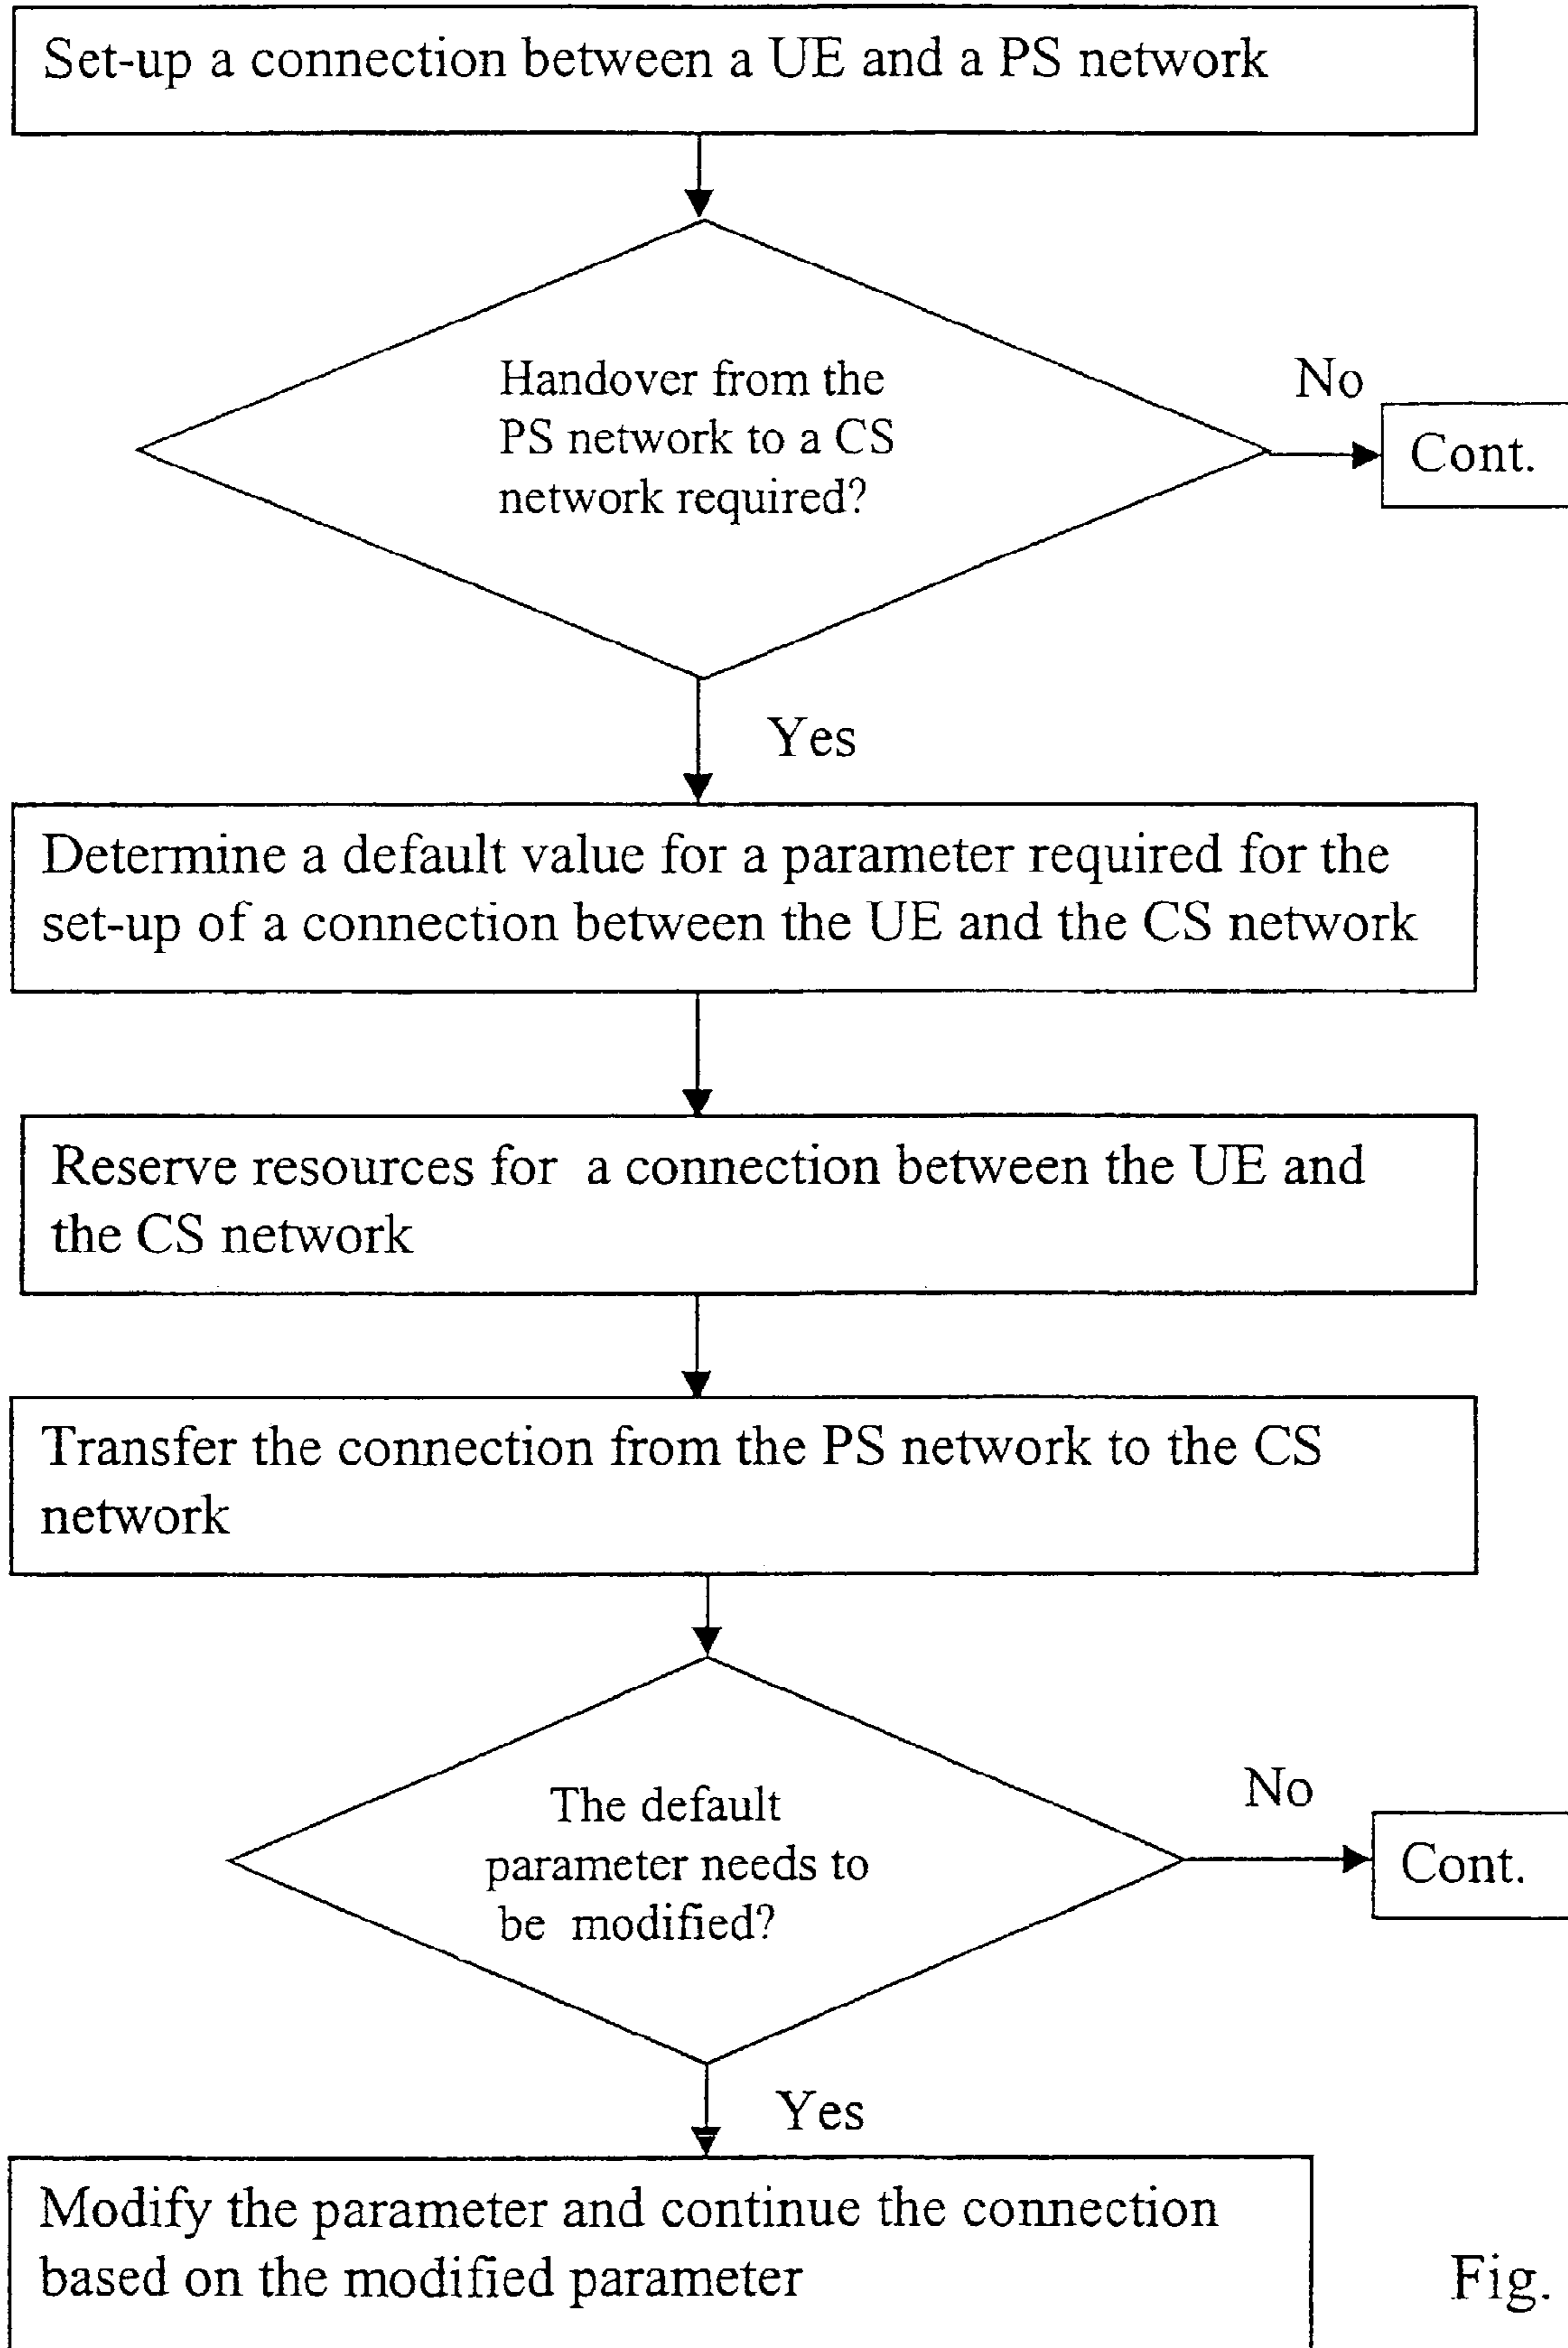 Set-up a connection between a UE and a PS network
Handover from the
PS network to a CS
network required?
No
Cont.
Yes
Determine a default value for a parameter required for the
set-up of a connection between the UE and the CS network
Reserve resources for a connection between the UE and
the CS network
Transfer the connection from the PS network to the CS
network
The default
parameter needs to
be modified?
No
Cont.
Yes
Modify the parameter and continue the connection
based on the modified parameter
Fig.